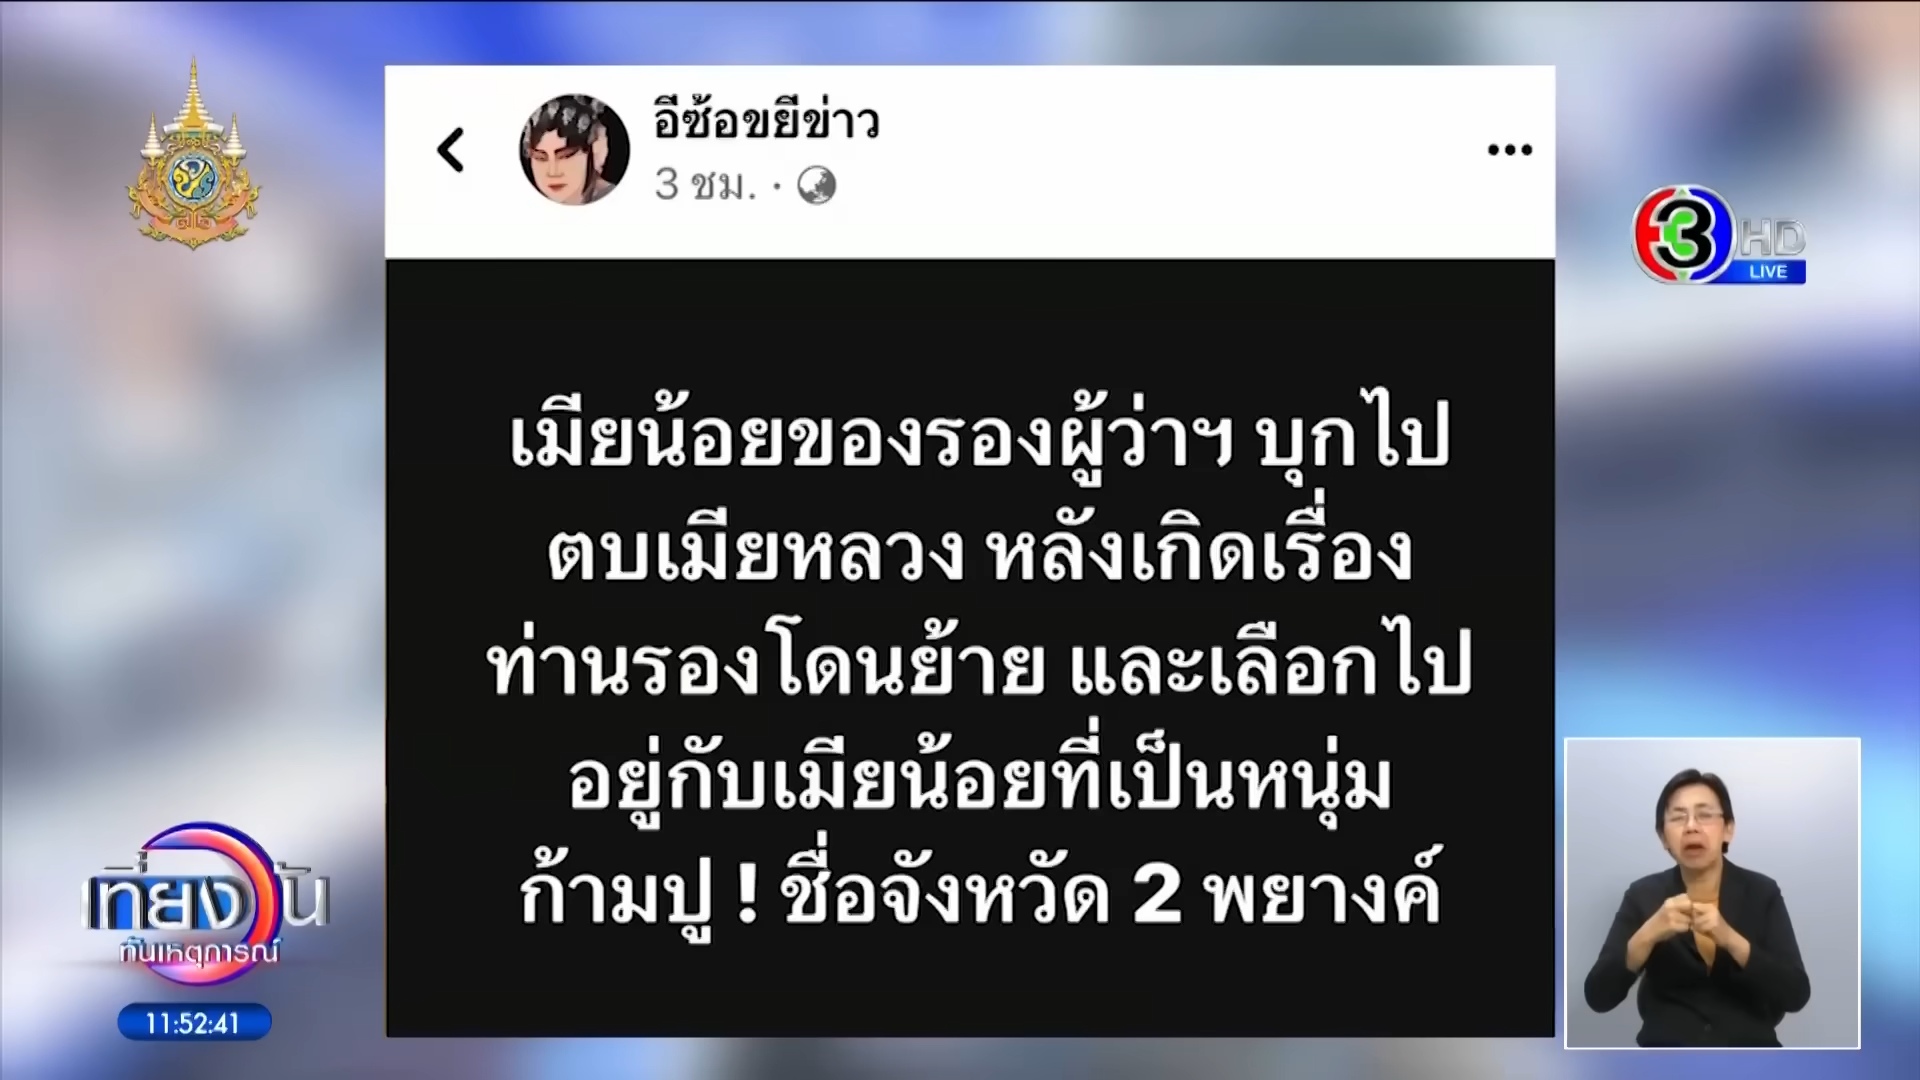 อีซ้อขยี่ข่าว
3 ชม. ·
3 HD
LIVE
เมียน้อยของรองผู้ว่าฯ บุกไป
ตบเมียหลวง หลังเกิดเรื่อง
ท่านรองโดนย้าย และเลือกไป
อยู่กับเมียน้อยที่เป็นหนุ่ม
ก้ามปู ! ชื่อจังหวัด 2 พยางค์
เที่ยงวัน
ทันเหตุการณ์
11:52:41